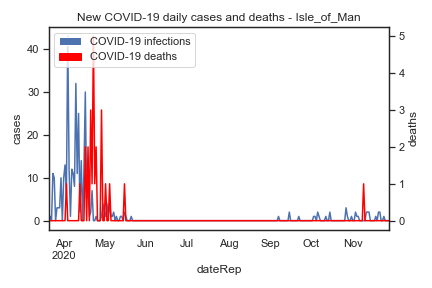 New COVID-19 daily cases and deaths - Isle_of_Man
COVID-19 infections
COVID-19 deaths
cases
40
30
20
10
0
deaths
5
4
3
2
1
0
Apr May Jun Jul Aug Sep Oct Nov
2020
dateRep